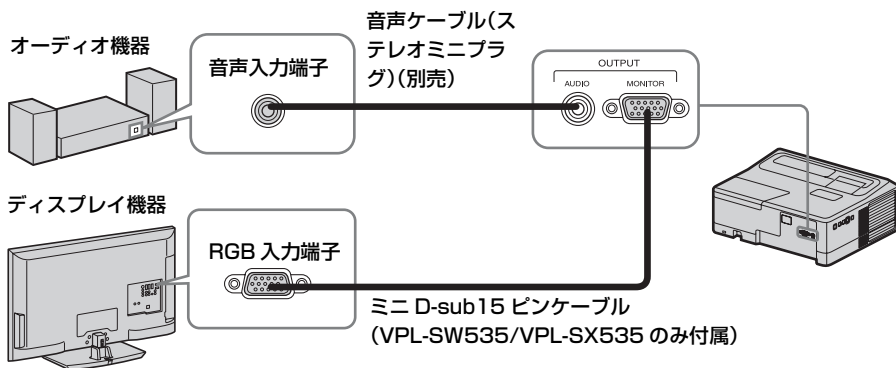 オーディオ機器
音声入力端子
音声ケーブル（ス
テレオミニプラ
グ）（別売）
OUTPUT
AUDIO
MONITOR
ディスプレイ機器
RGB 入力端子
ミニ D-sub15 ピンケーブル
（VPL-SW535/VPL-SX535 のみ付属）